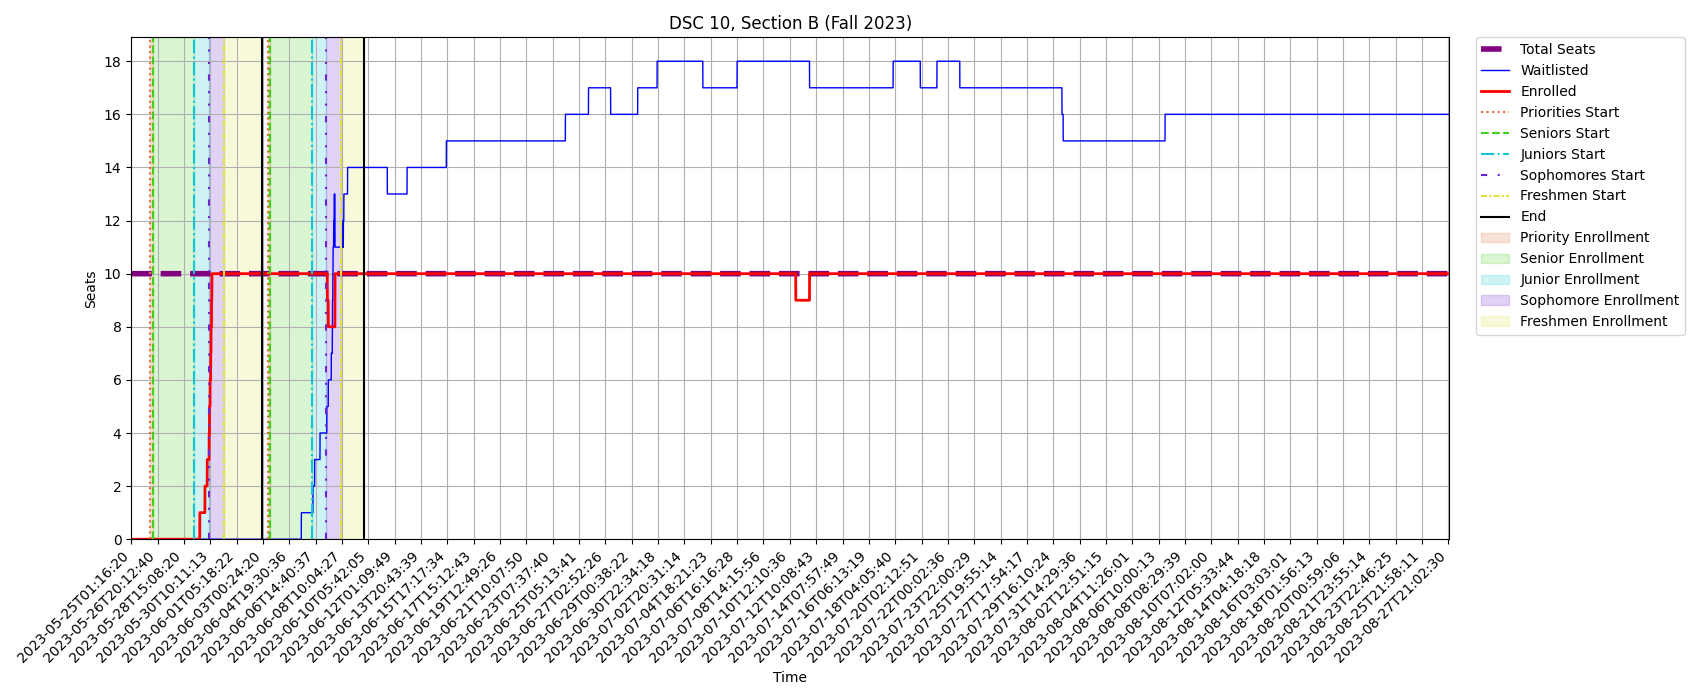 DSC 10, Section B (Fall 2023)
Seats
18
16
14
12
10
8
6
4
2
0
2023-05-25T01:16:20
2023-05-26T20:12:40
2023-05-28T15:08:20
2023-05-30T10:11:13
2023-06-01T05:18:22
2023-06-03T00:24:20
2023-06-04T19:30:36
2023-06-06T14:40:37
2023-06-08T10:04:27
2023-06-10T05:42:05
2023-06-12T01:09:49
2023-06-13T20:43:39
2023-06-15T17:17:34
2023-06-17T15:12:43
2023-06-19T12:49:26
2023-06-21T10:07:50
2023-06-23T07:37:40
2023-06-25T05:13:41
2023-06-27T02:52:26
2023-06-29T00:38:22
2023-06-30T22:34:18
2023-07-02T20:31:14
2023-07-04T18:21:23
2023-07-06T16:16:28
2023-07-08T14:15:56
2023-07-10T12:10:36
2023-07-12T10:08:43
2023-07-14T07:57:49
2023-07-16T06:13:19
2023-07-18T04:05:40
2023-07-20T02:12:51
2023-07-22T00:02:36
2023-07-23T22:00:29
2023-07-25T19:55:14
2023-07-27T17:54:17
2023-07-29T16:10:24
2023-07-31T14:29:36
2023-08-02T12:51:15
2023-08-04T11:26:01
2023-08-06T10:00:13
2023-08-08T08:29:39
2023-08-10T07:02:00
2023-08-12T05:33:44
2023-08-14T04:18:18
2023-08-16T03:03:01
2023-08-18T01:56:13
2023-08-20T00:59:06
2023-08-21T23:55:14
2023-08-23T22:46:25
2023-08-25T21:58:11
2023-08-27T21:02:30
Time
Total Seats
Waitlisted
Enrolled
Priorities Start
Seniors Start
Juniors Start
Sophomores Start
Freshmen Start
End
Priority Enrollment
Senior Enrollment
Junior Enrollment
Sophomore Enrollment
Freshmen Enrollment